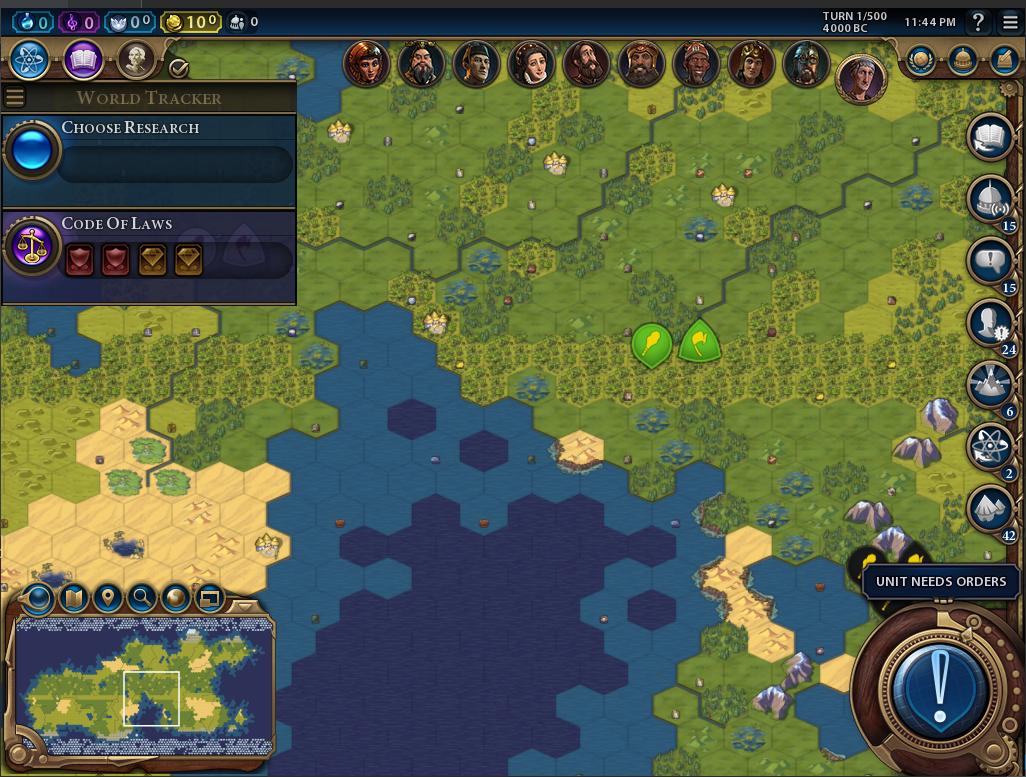 0 0 0⁰ 10⁰ 0
TURN 1/500
4000 BC
11:44 PM ?
WORLD TRACKER
CHOOSE RESEARCH
CODE OF LAWS
15
15
24
6
2
42
UNIT NEEDS ORDERS